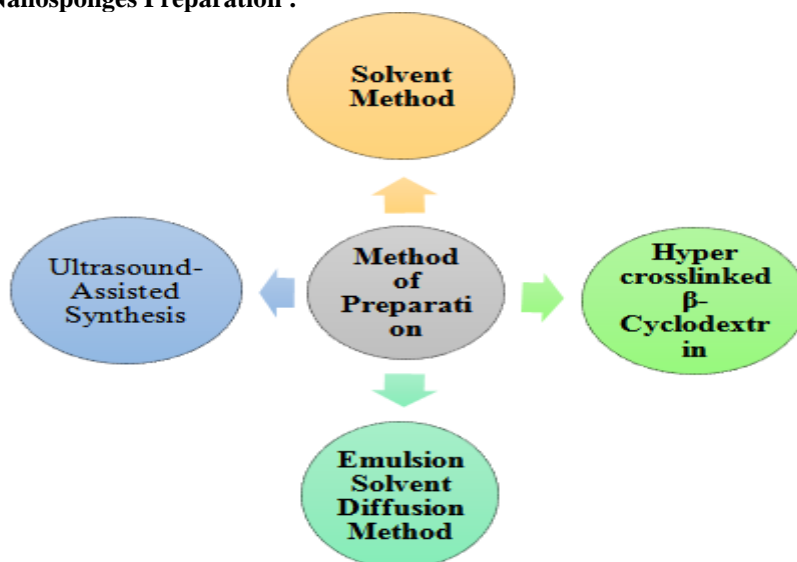 Nanosponges Preparation :
Solvent
Method
Ultrasound-
Assisted
Synthesis
Method
of
Preparati
on
Hyper
crosslinked
β-
Cyclodextr
in
Emulsion
Solvent
Diffusion
Method